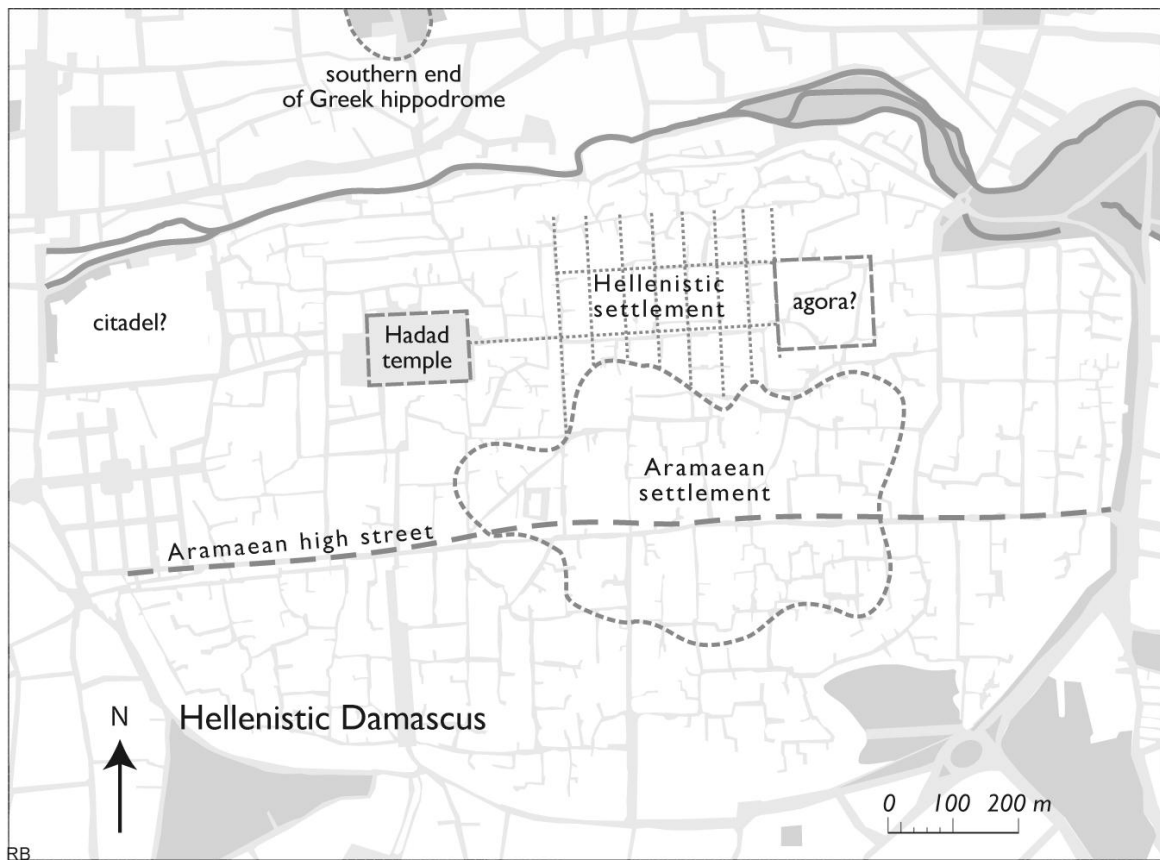 southern end
of Greek hippodrome
Hellenistic
settlement
agora?
citadel?
Hadad
temple
Aramaean
settlement
Aramaean high street
N
Hellenistic Damascus
0 100 200 m
RB